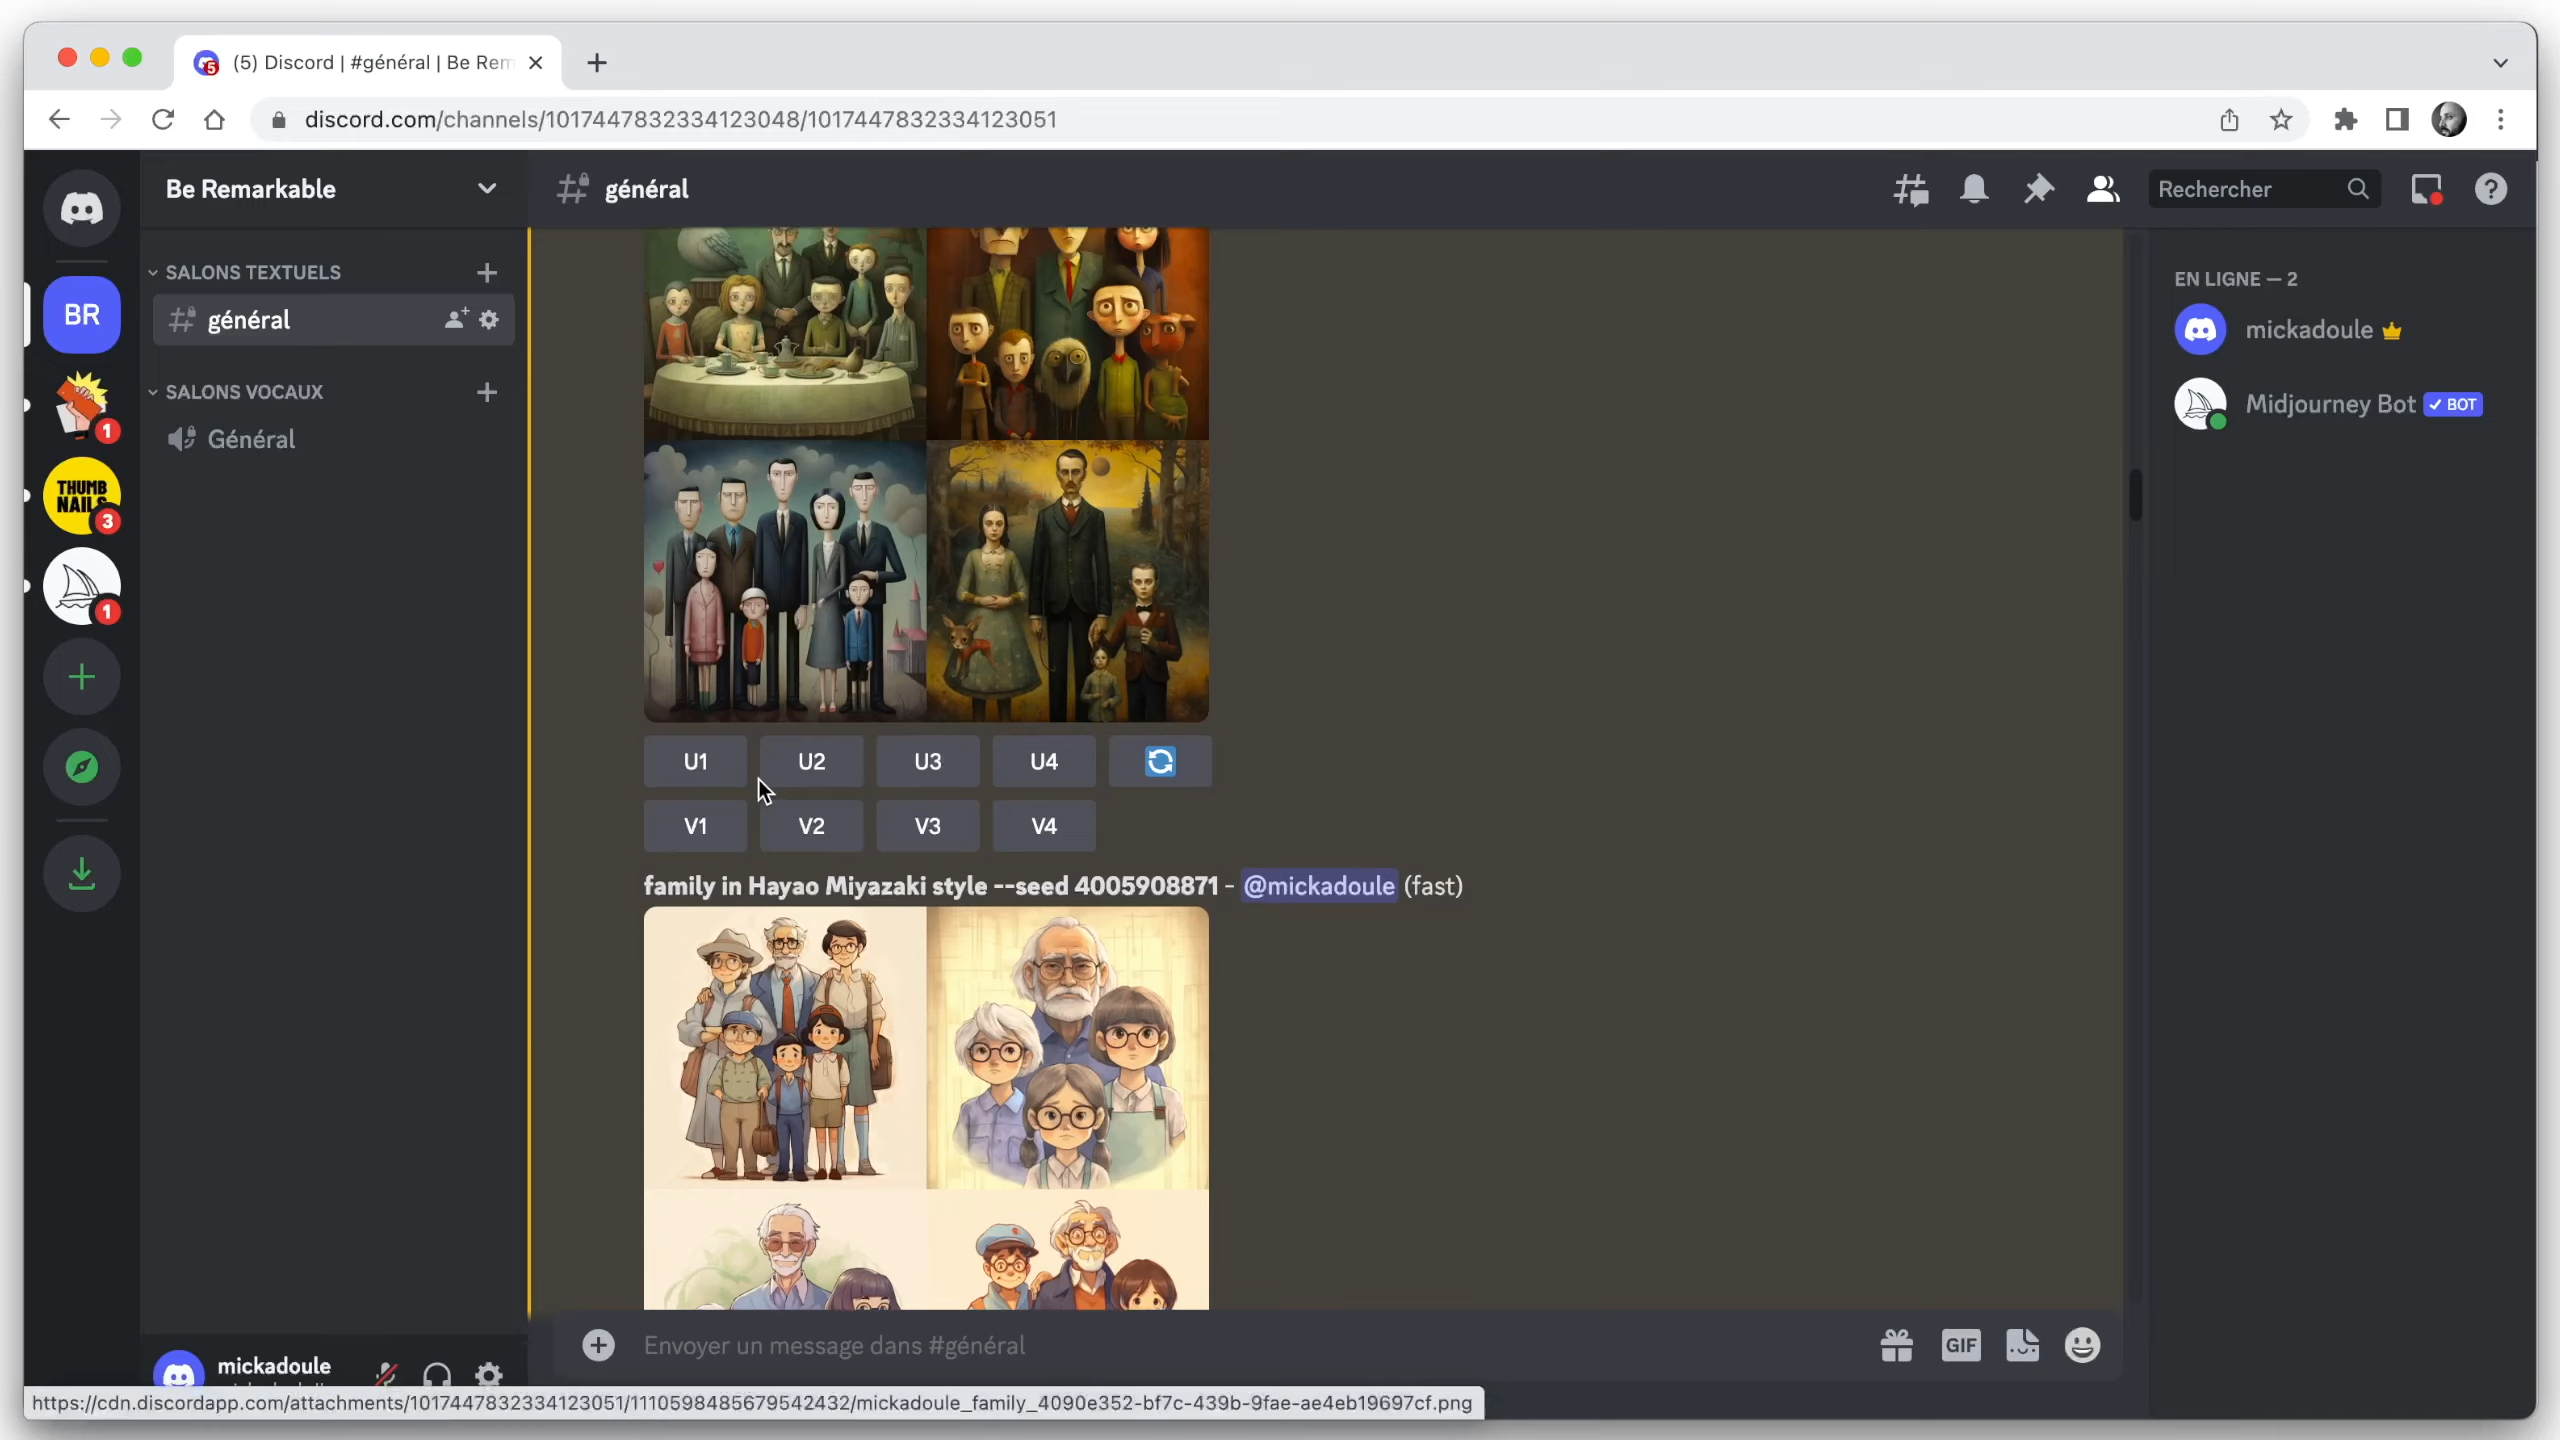 (5) Discord | #général | Be Rem
discord.com/channels/1017447832334123048/1017447832334123051
Be Remarkable
général
Rechercher
SALONS TEXTUELS
général
SALONS VOCAUX
Général
BR
1
THUMB
NAILS
3
1
EN LIGNE — 2
mickadoule
Midjourney Bot BOT
U1 U2 U3 U4
V1 V2 V3 V4
family in Hayao Miyazaki style --seed 4005908871 - @mickadoule (fast)
Envoyer un message dans #général
GIF
mickadoule
https://cdn.discordapp.com/attachments/1017447832334123051/1110598485679542432/mickadoule_family_4090e352-bf7c-439b-9fae-ae4eb19697cf.png